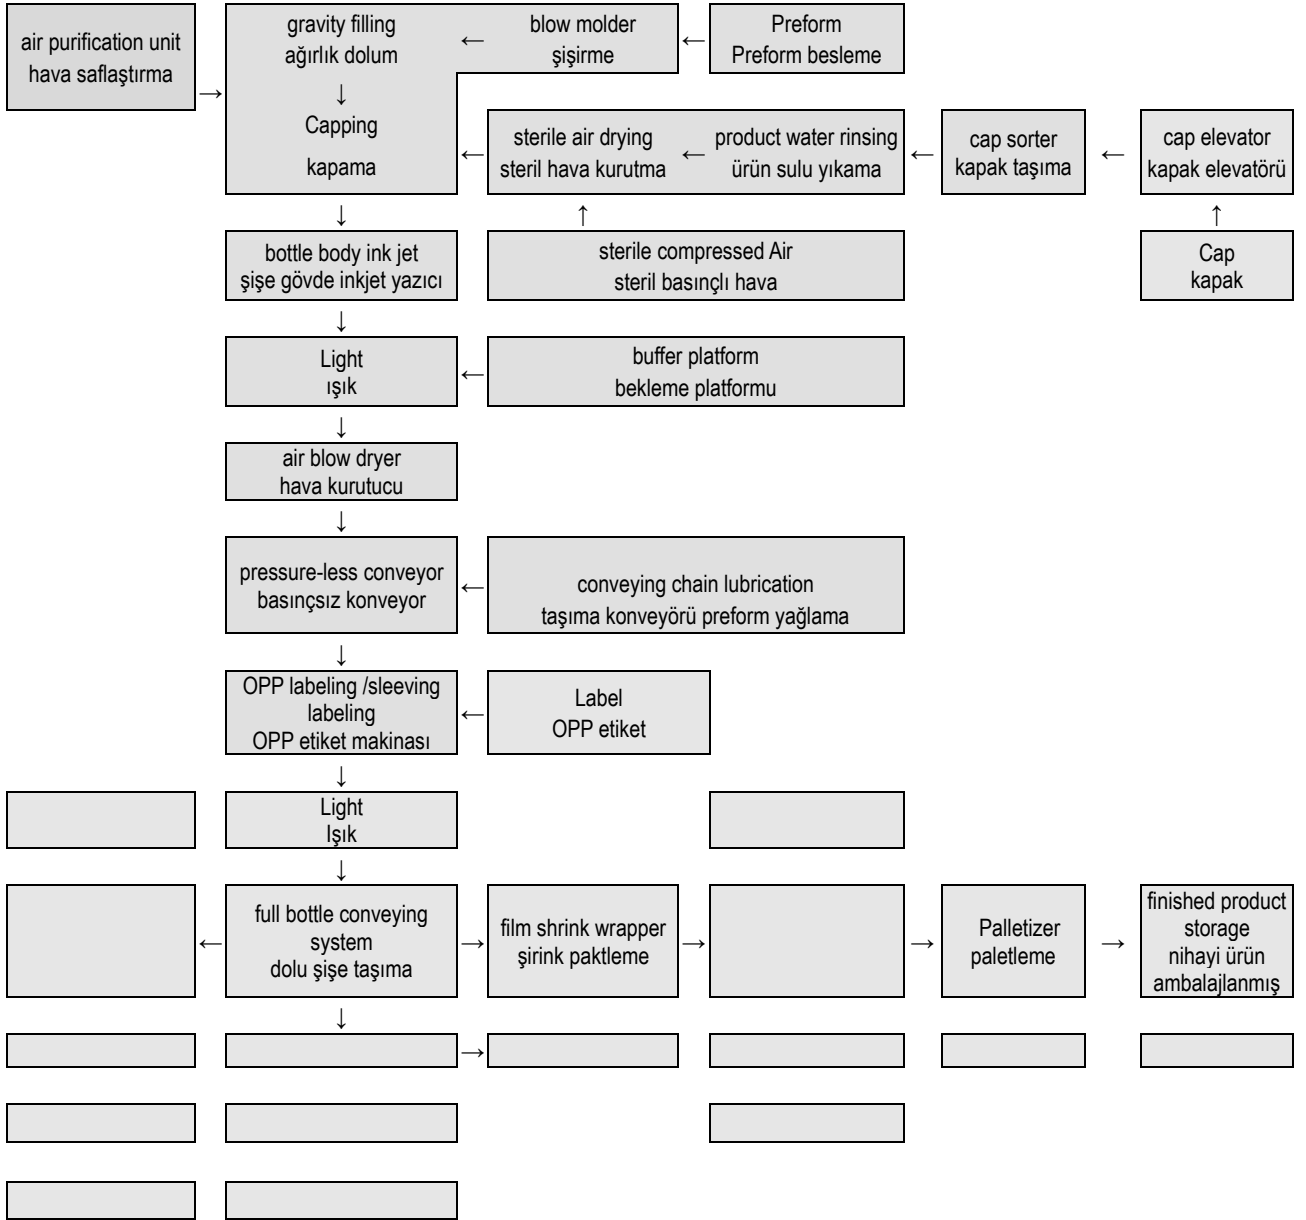 air purification unit
hava saflaştırma
→
gravity filling
ağırlık dolum
←
blow molder
şişirme
←
Preform
Preform besleme
↓
Capping
kapama
←
sterile air drying
steril hava kurutma
←
product water rinsing
ürün sulu yıkama
←
cap sorter
kapak taşıma
←
cap elevator
kapak elevatörü
↓
↑
↑
bottle body ink jet
şişe gövde inkjet yazıcı
sterile compressed Air
steril basınçlı hava
Cap
kapak
↓
Light
ışık
←
buffer platform
bekleme platformu
↓
air blow dryer
hava kurutucu
↓
pressure-less conveyor
basınçsız konveyor
←
conveying chain lubrication
taşıma konveyörü preform yağlama
↓
OPP labeling /sleeving
labeling
OPP etiket makinası
←
Label
OPP etiket
↓
Light
Işık
↓
←
full bottle conveying
system
dolu şişe taşıma
→
film shrink wrapper
şirink paktleme
→
→
Palletizer
paletleme
→
finished product
storage
nihayi ürün
ambalajlanmış
↓
→